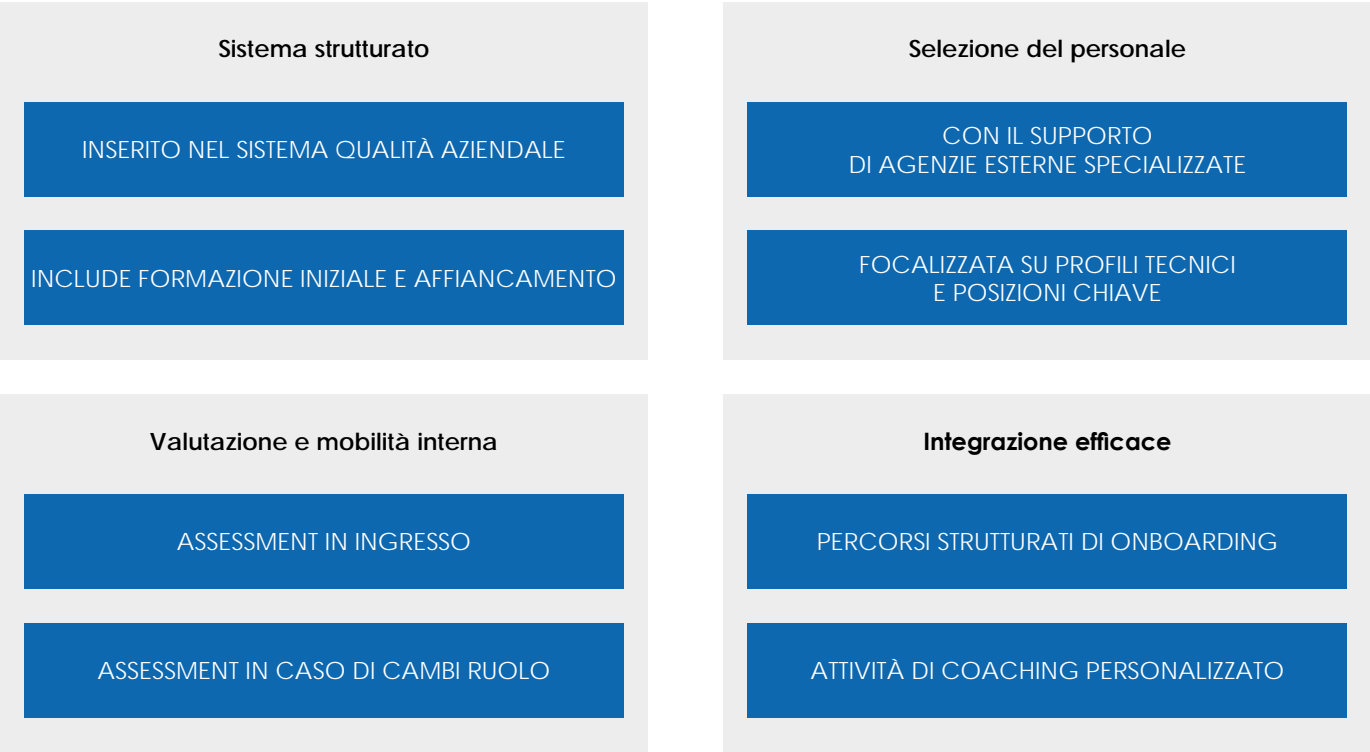 Sistema strutturato
INSERITO NEL SISTEMA QUALITÀ AZIENDALE
INCLUDE FORMAZIONE INIZIALE E AFFIANCAMENTO
Selezione del personale
CON IL SUPPORTO
DI AGENZIE ESTERNE SPECIALIZZATE
FOCALIZZATA SU PROFILI TECNICI
E POSIZIONI CHIAVE
Valutazione e mobilità interna
ASSESSMENT IN INGRESSO
ASSESSMENT IN CASO DI CAMBI RUOLO
Integrazione efficace
PERCORSI STRUTTURATI DI ONBOARDING
ATTIVITÀ DI COACHING PERSONALIZZATO